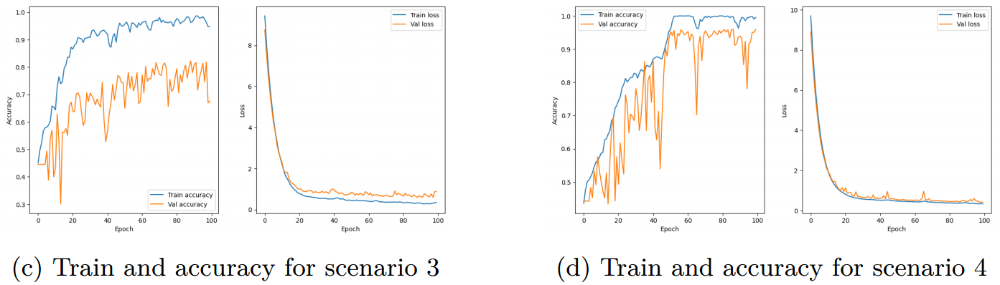 1.0
0.9
0.8
0.7
0.6
0.5
0.4
0.3
Accuracy
0 20 40 60 80 100
Epoch
Train accuracy
Val accuracy
8
6
4
2
0
Loss
0 20 40 60 80 100
Epoch
Train loss
Val loss
(c) Train and accuracy for scenario 3
1.0
0.9
0.8
0.7
0.6
0.5
Accuracy
0 20 40 60 80 100
Epoch
Train accuracy
Val accuracy
10
8
6
4
2
0
Loss
0 20 40 60 80 100
Epoch
Train loss
Val loss
(d) Train and accuracy for scenario 4